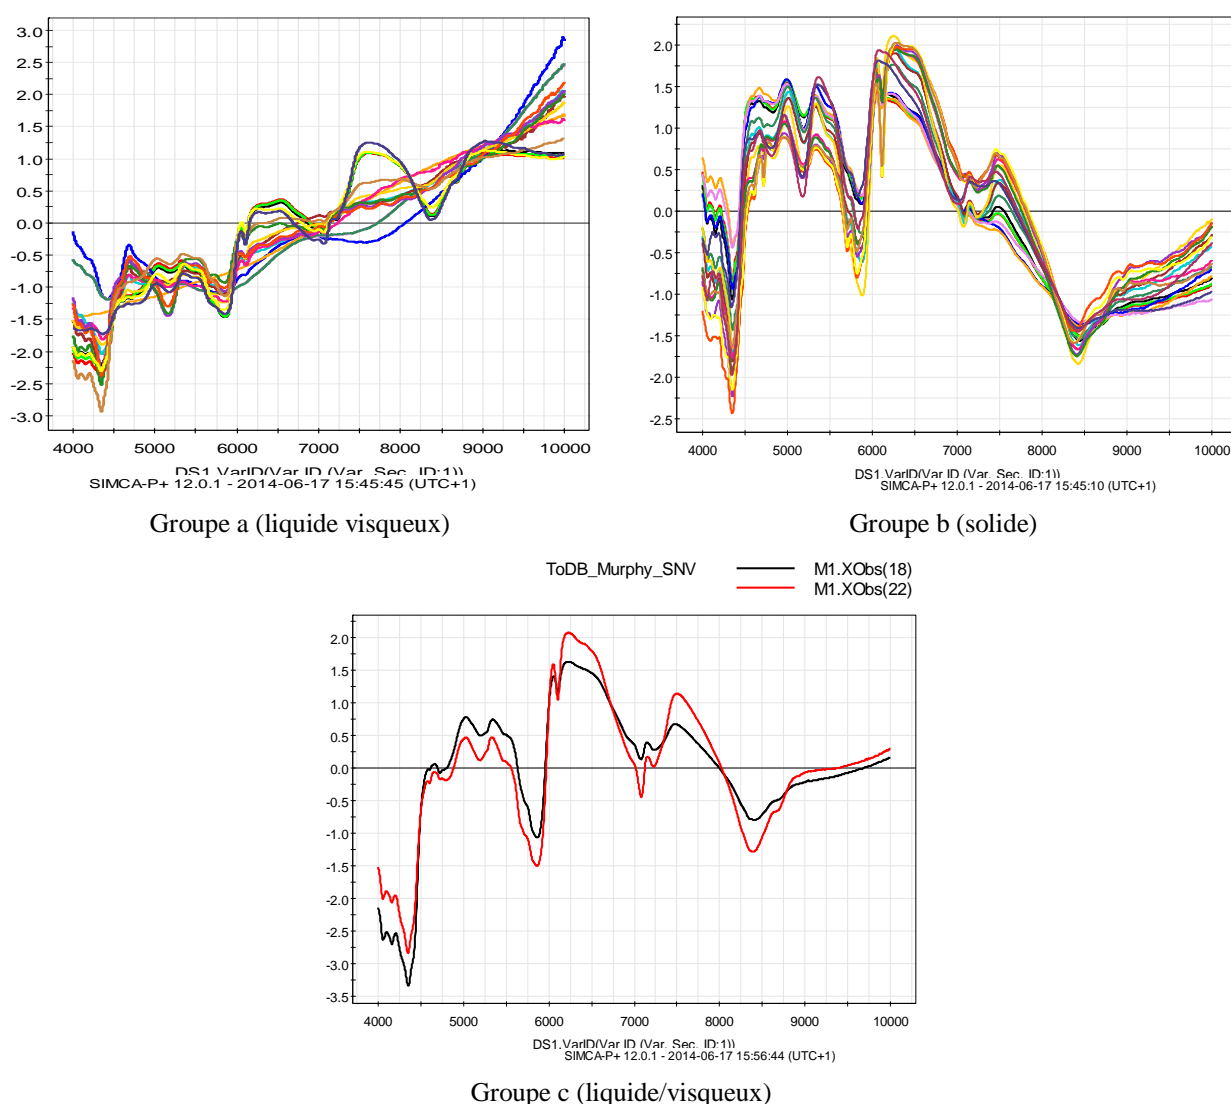 3.0
2.5
2.0
1.5
1.0
0.5
0.0
-0.5
-1.0
-1.5
-2.0
-2.5
-3.0
4000 5000 6000 7000 8000 9000 10000
DS1.VarID(Var ID (Var. Sec. ID:1))
SIMCA-P+ 12.0.1 - 2014-06-17 15:45:45 (UTC+1)
Groupe a (liquide visqueux)
2.0
1.5
1.0
0.5
0.0
-0.5
-1.0
-1.5
-2.0
-2.5
4000 5000 6000 7000 8000 9000 10000
DS1.VarID(Var ID (Var. Sec. ID:1))
SIMCA-P+ 12.0.1 - 2014-06-17 15:45:10 (UTC+1)
Groupe b (solide)
ToDB_Murphy_SNV M1.XObs(18)
M1.XObs(22)
2.0
1.5
1.0
0.5
0.0
-0.5
-1.0
-1.5
-2.0
-2.5
-3.0
-3.5
4000 5000 6000 7000 8000 9000 10000
DS1.VarID(Var ID (Var. Sec. ID:1))
SIMCA-P+ 12.0.1 - 2014-06-17 15:56:44 (UTC+1)
Groupe c (liquide/visqueux)